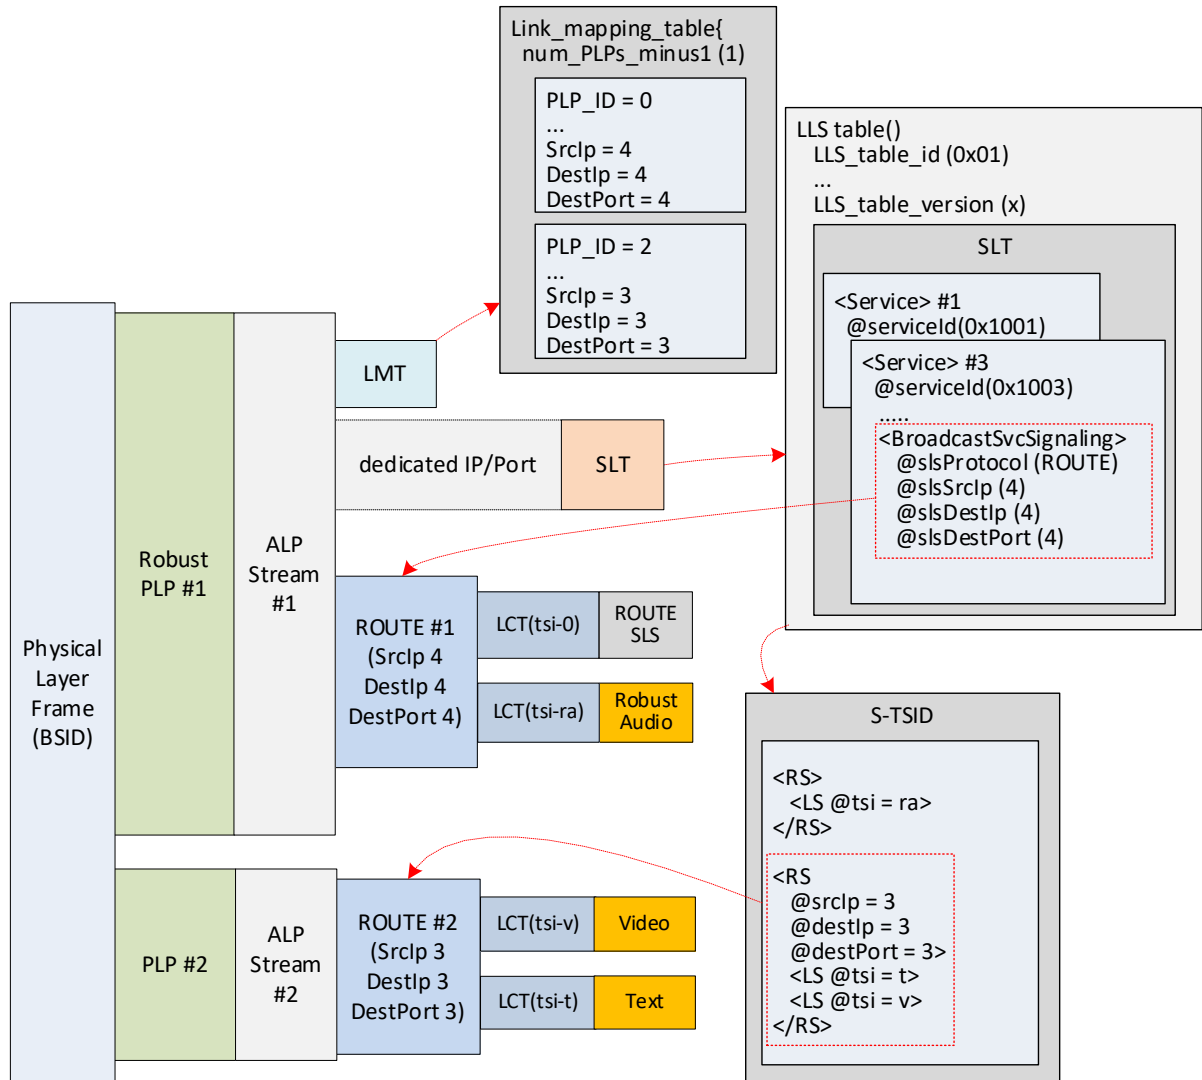 Link_mapping_table{
num_PLPs_minus1 (1)
PLP_ID = 0
...
SrcIp = 4
DestIp = 4
DestPort = 4
PLP_ID = 2
...
SrcIp = 3
DestIp = 3
DestPort = 3
LLS table()
LLS_table_id (0x01)
...
LLS_table_version (x)
SLT
<Service> #1
@serviceId(0x1001)
<Service> #3
@serviceId(0x1003)
.....
<BroadcastSvcSignaling>
@slsProtocol (ROUTE)
@slsSrcIp (4)
@slsDestIp (4)
@slsDestPort (4)
Physical
Layer
Frame
(BSID)
Robust
PLP #1
ALP
Stream
#1
LMT
dedicated IP/Port
SLT
ROUTE #1
(SrcIp 4
DestIp 4
DestPort 4)
LCT(tsi-0)
ROUTE
SLS
LCT(tsi-ra)
Robust
Audio
PLP #2
ALP
Stream
#2
ROUTE #2
(SrcIp 3
DestIp 3
DestPort 3)
LCT(tsi-v)
Video
LCT(tsi-t)
Text
S-TSID
<RS>
<LS @tsi = ra>
</RS>
<RS
@srcIp = 3
@destIp = 3
@destPort = 3>
<LS @tsi = t>
<LS @tsi = v>
</RS>